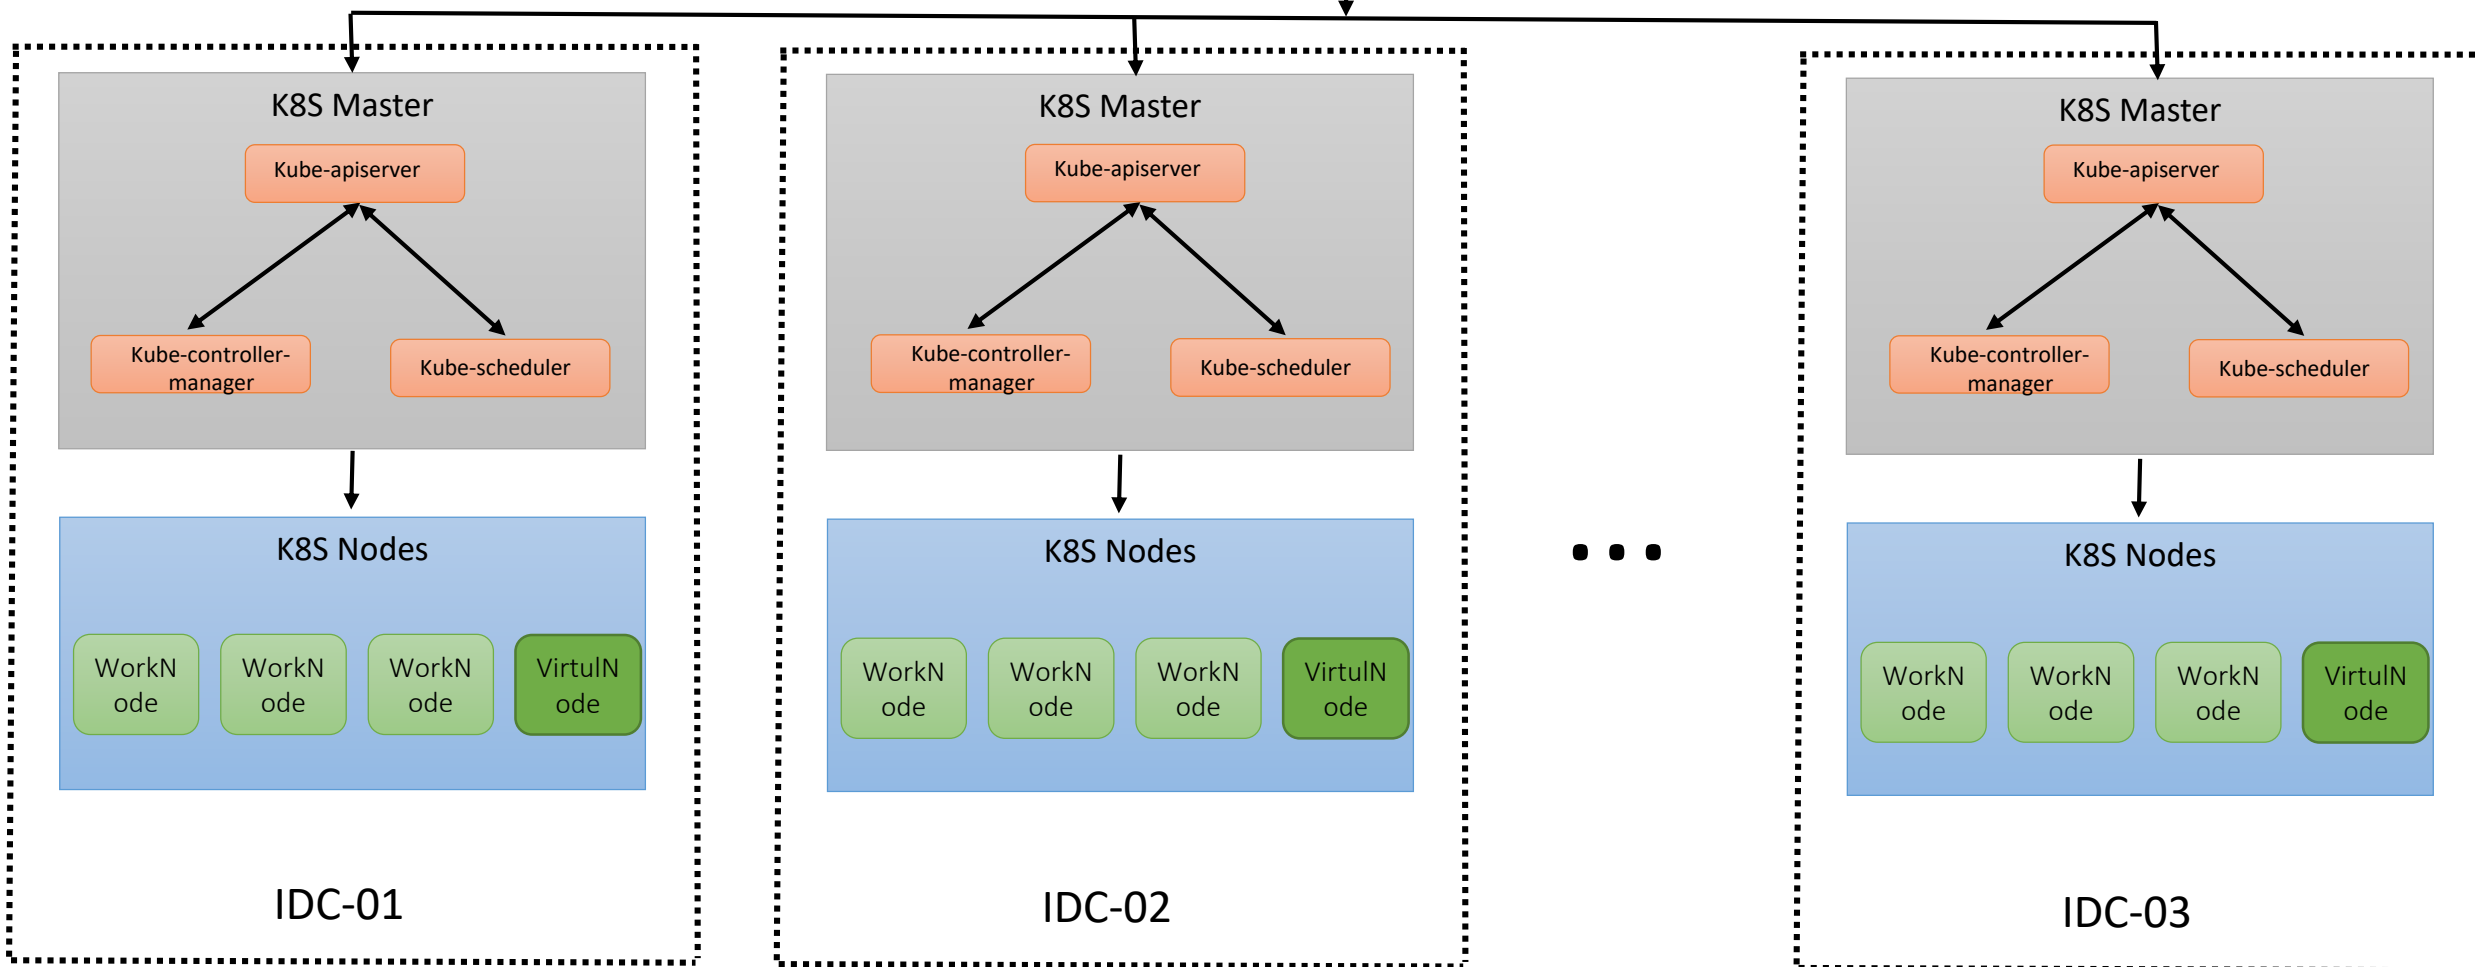 K8S Master
Kube-apiserver
Kube-controller-
manager
Kube-scheduler
K8S Nodes
WorkN
ode
WorkN
ode
WorkN
ode
VirtulN
ode
IDC-01
K8S Master
Kube-apiserver
Kube-controller-
manager
Kube-scheduler
K8S Nodes
WorkN
ode
WorkN
ode
WorkN
ode
VirtulN
ode
IDC-02
...
K8S Master
Kube-apiserver
Kube-controller-
manager
Kube-scheduler
K8S Nodes
WorkN
ode
WorkN
ode
WorkN
ode
VirtulN
ode
IDC-03